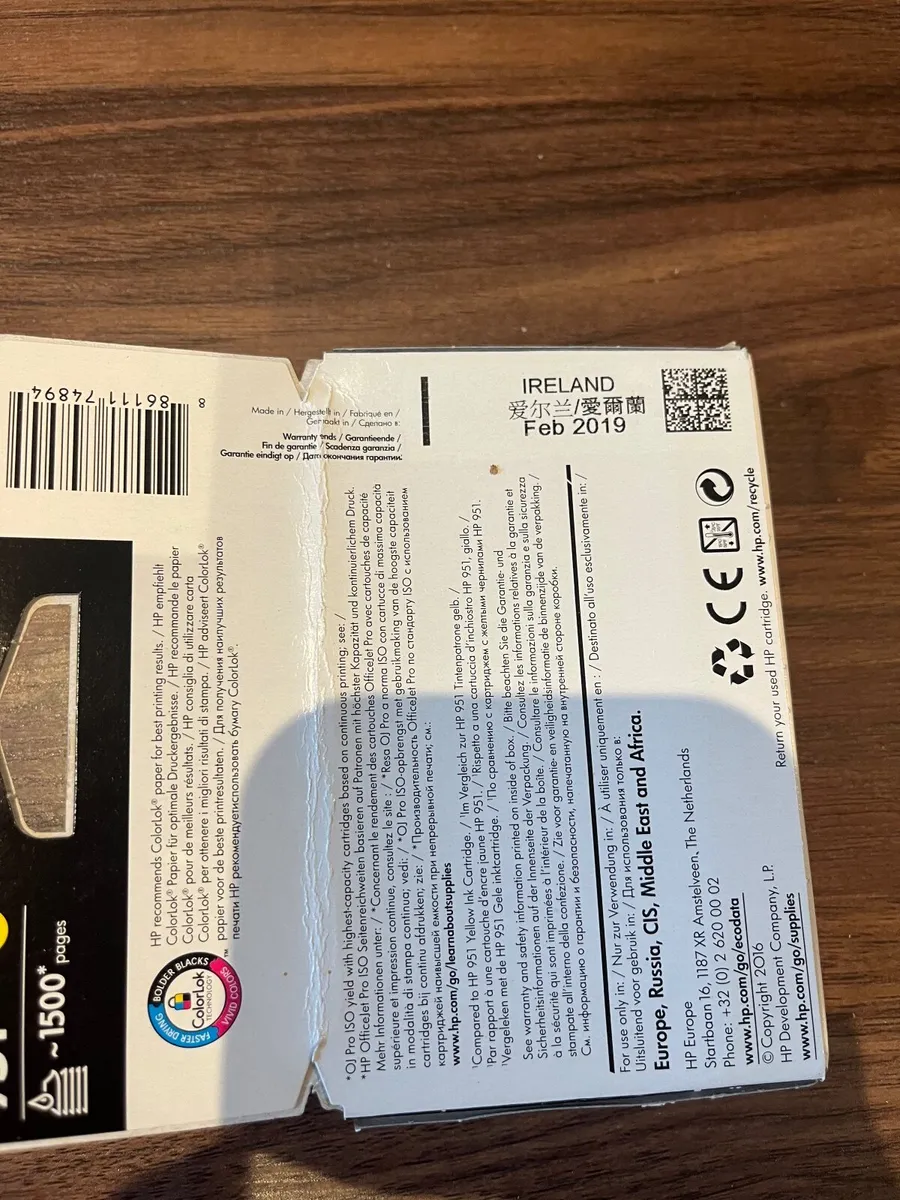 86111 74894
8
Made in / Hergestellt in / Fabriqué en /
Gemaakt in / Сделано в:
Warranty ends / Garantieende /
Fin de garantie / Scadenza garanzia /
Garantie eindigt op / Дата окончания гарантии:
IRELAND
爱尔兰/愛爾蘭
Feb 2019
~1500*
pages
BOLDER BLACKS
FASTER DRYING
VIVID COLORS
ColorLok
TECHNOLOGY
™
HP recommends ColorLok® paper for best printing results. / HP empfiehlt
ColorLok® Papier für optimale Druckergebnisse. / HP recommande le papier
ColorLok® pour de meilleurs résultats. / HP consiglia di utilizzare carta
ColorLok® per ottenere i migliori risultati di stampa. / HP adviseert ColorLok®
papier voor de beste printresultaten. / Для получения наилучших результатов
печати HP рекомендуетиспользовать бумагу ColorLok®.
*OJ Pro ISO yield with highest-capacity cartridges based on continuous printing; see: /
*HP OfficeJet Pro ISO Seitenreichweiten basieren auf Patronen mit höchster Kapazität und kontinuierlichem Druck.
Mehr Informationen unter: / *Concernant le rendement des cartouches OfficeJet Pro avec cartouches de capacité
supérieure et impression continue, consultez le site : / *Resa OJ Pro a norma ISO con cartucce di massima capacità
in modalità di stampa continua; vedi: / *OJ Pro ISO-opbrengst met gebruikmaking van de hoogste capaciteit
cartridges bij continu afdrukken; zie: / *Производительность OfficeJet Pro по стандарту ISO с использованием
картриджей наивысшей емкости при непрерывной печати; см.:
www.hp.com/go/learnaboutsupplies
¹Compared to HP 951 Yellow Ink Cartridge. / ¹Im Vergleich zur HP 951 Tintenpatrone gelb. /
¹Par rapport à une cartouche d'encre jaune HP 951. / ¹Rispetto a una cartuccia d'inchiostro HP 951, giallo. /
¹Vergeleken met de HP 951 Gele inktcartridge. / ¹По сравнению с картриджем с желтыми чернилами HP 951.
See warranty and safety information printed on inside of box. / Bitte beachten Sie die Garantie- und
Sicherheitsinformationen auf der Innenseite der Verpackung. / Consultez les informations relatives à la garantie et
à la sécurité qui sont imprimées à l'intérieur de la boîte. / Consultare le informazioni sulla garanzia e sulla sicurezza
stampate all'interno della confezione. / Zie voor garantie- en veiligheidsinformatie de binnenzijde van de verpakking. /
См. информацию о гарантии и безопасности, напечатанную на внутренней стороне коробки.
For use only in: / Nur zur Verwendung in: / À utiliser uniquement en : / Destinato all'uso esclusivamente in: /
Uitsluitend voor gebruik in: / Для использования только в:
Europe, Russia, CIS, Middle East and Africa.
HP Europe
Startbaan 16, 1187 XR Amstelveen, The Netherlands
Phone: +32 (0) 2 620 00 02
www.hp.com/go/ecodata
© Copyright 2016
HP Development Company, L.P.
www.hp.com/go/supplies
CE
Return your used HP cartridge. www.hp.com/recycle